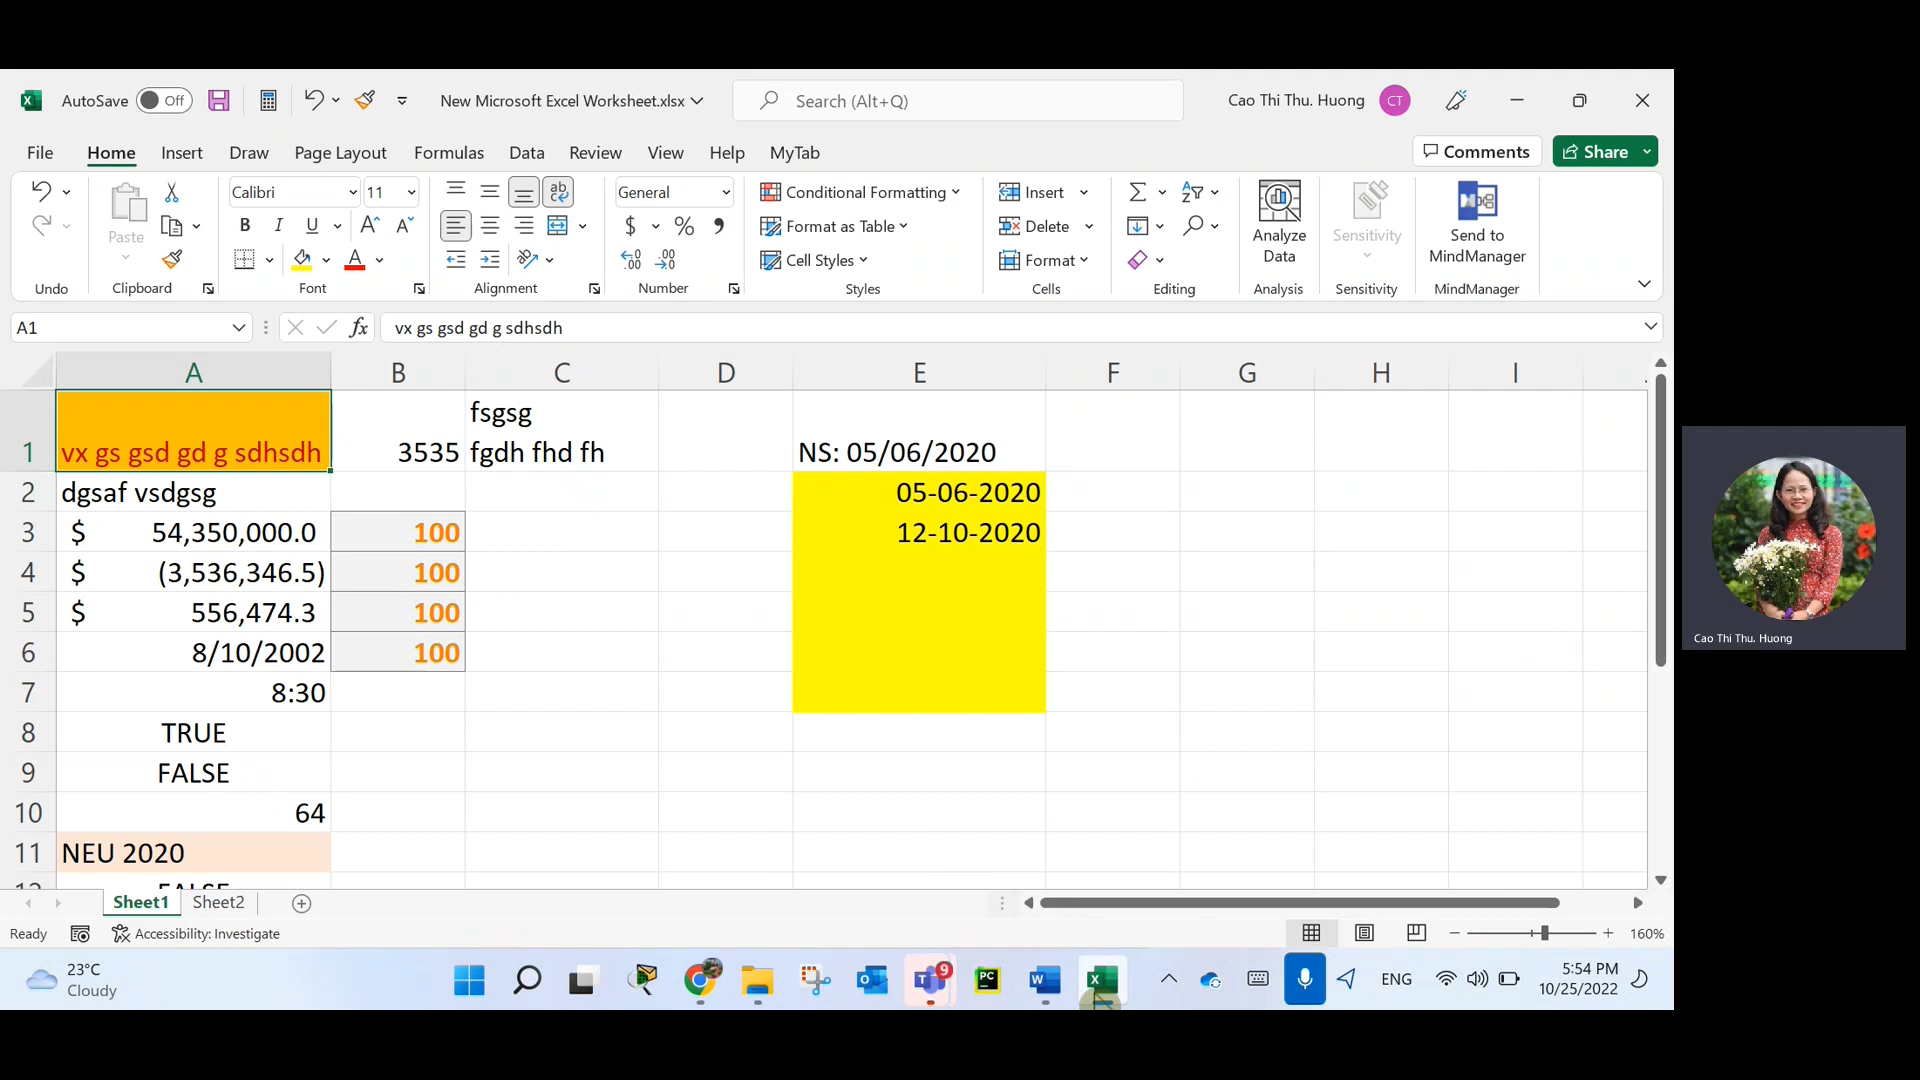 AutoSave Off New Microsoft Excel Worksheet.xlsx Search (Alt+Q) Cao Thi Thu. Huong CT
File Home Insert Draw Page Layout Formulas Data Review View Help MyTab Comments Share
Paste
Undo
Clipboard
Calibri 11
B I U
Font
ab
Alignment
General
$ % ,
Number
Conditional Formatting
Format as Table
Cell Styles
Styles
Insert
Delete
Format
Cells
Editing
Analyze
Data
Analysis
Sensitivity
Sensitivity
Send to
MindManager
MindManager
A1 fx vx gs gsd gd g sdhsdh
A B C D E F G H I
fsgsg
1 vx gs gsd gd g sdhsdh 3535 fgdh fhd fh NS: 05/06/2020
2 dgsaf vsdgsg 05-06-2020
3 $ 54,350,000.0 100 12-10-2020
4 $ (3,536,346.5) 100
5 $ 556,474.3 100
6 8/10/2002 100
7 8:30
8 TRUE
9 FALSE
10 64
11 NEU 2020
12 FALSE
Sheet1 Sheet2
Ready Accessibility: Investigate 160%
23°C
Cloudy
9
PC
ENG
5:54 PM
10/25/2022
Cao Thi Thu. Huong